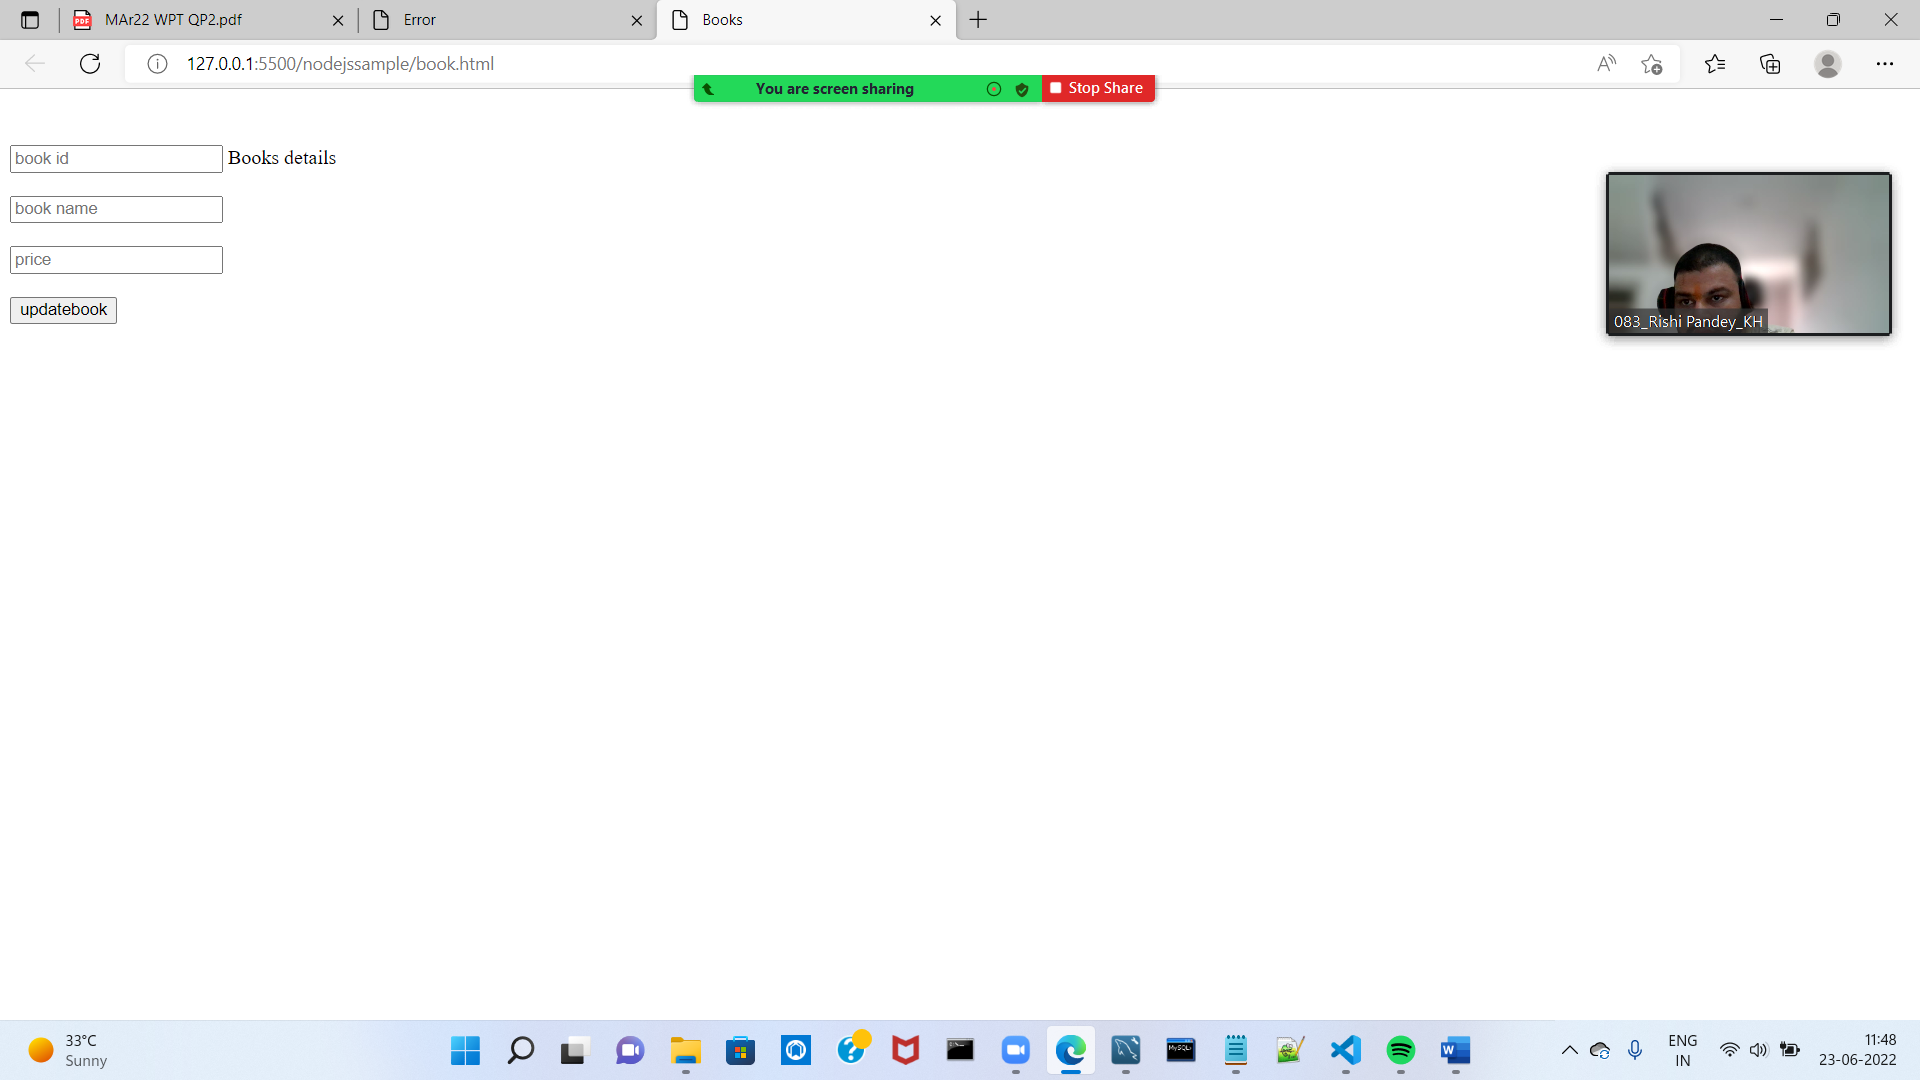 MAr22 WPT QP2.pdf
Error
Books
127.0.0.1:5500/nodejssample/book.html
You are screen sharing
Stop Share
book id
Books details
book name
price
updatebook
083_Rishi Pandey_KH
33°C
Sunny
ENG
IN
11:48
23-06-2022